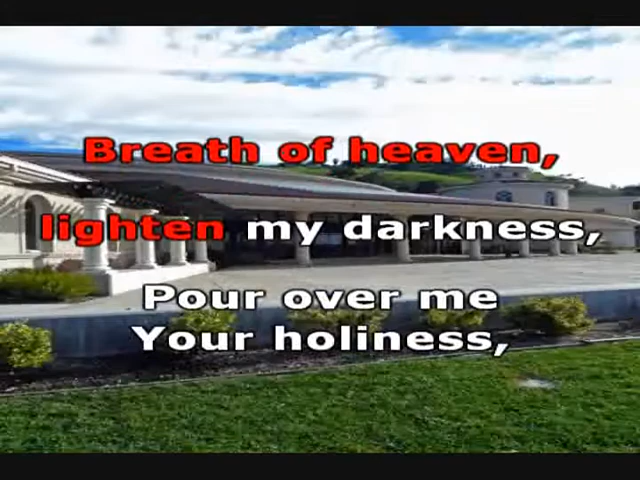 Breath of heaven,
lighten my darkness,
Pour over me
Your holiness,